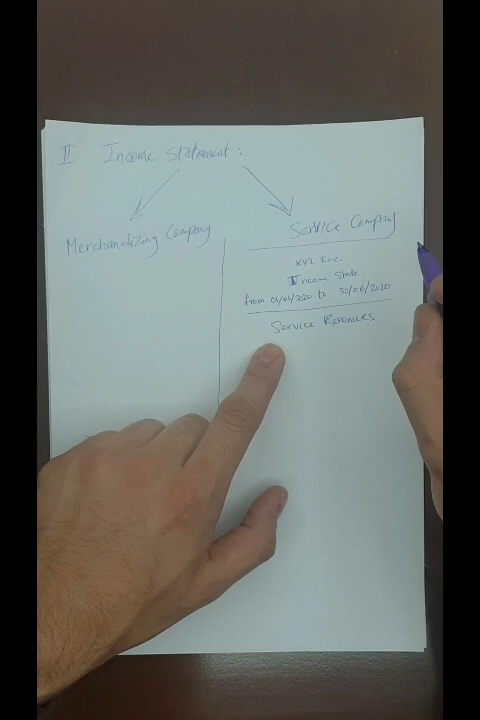 II. Income Statement:
Merchandizing Company
Service Company
XYZ Inc.
Income State.
from 01/01/2020 to 30/06/2020
Service Revenues